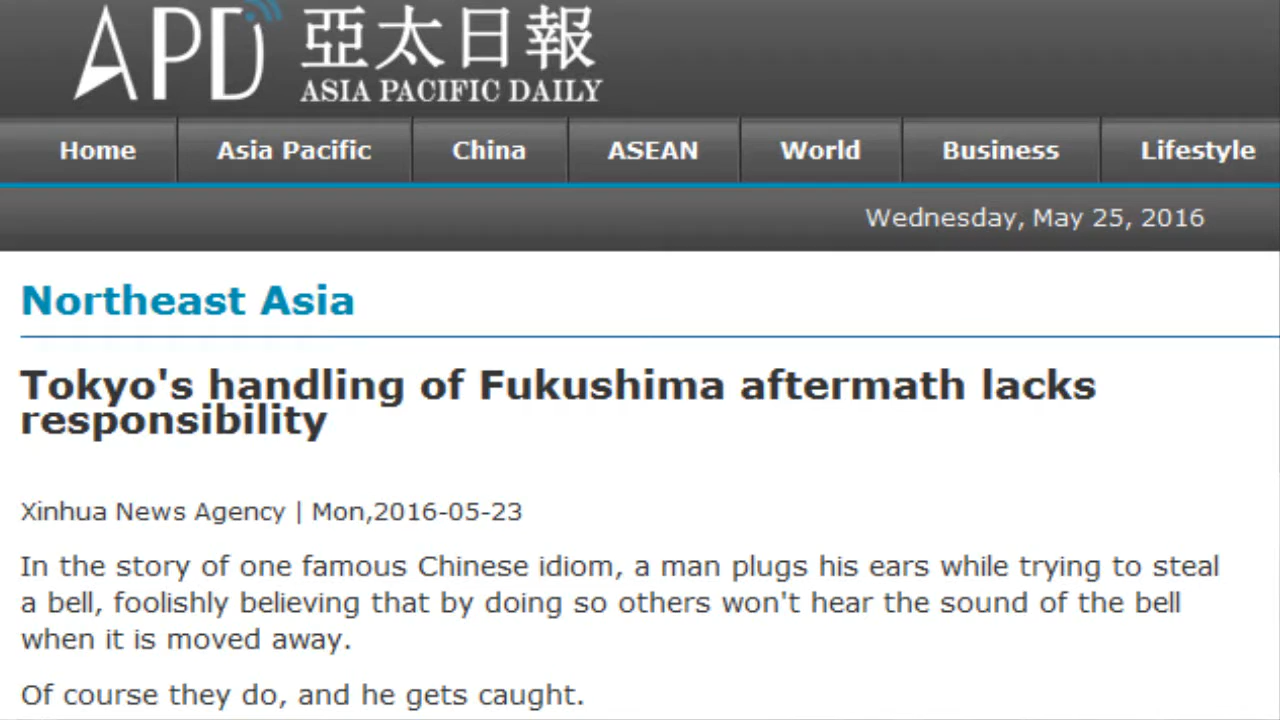 APD 亞太日報
ASIA PACIFIC DAILY
Home Asia Pacific China ASEAN World Business Lifestyle
Wednesday, May 25, 2016
Northeast Asia
Tokyo's handling of Fukushima aftermath lacks
responsibility
Xinhua News Agency | Mon,2016-05-23
In the story of one famous Chinese idiom, a man plugs his ears while trying to steal
a bell, foolishly believing that by doing so others won't hear the sound of the bell
when it is moved away.
Of course they do, and he gets caught.